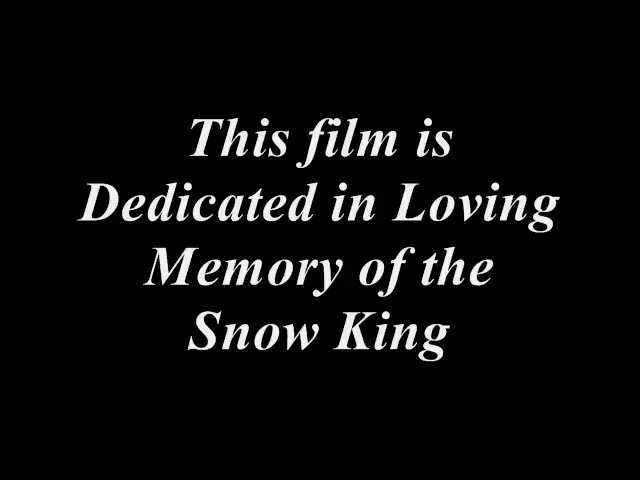 This film is
Dedicated in Loving
Memory of the
Snow King